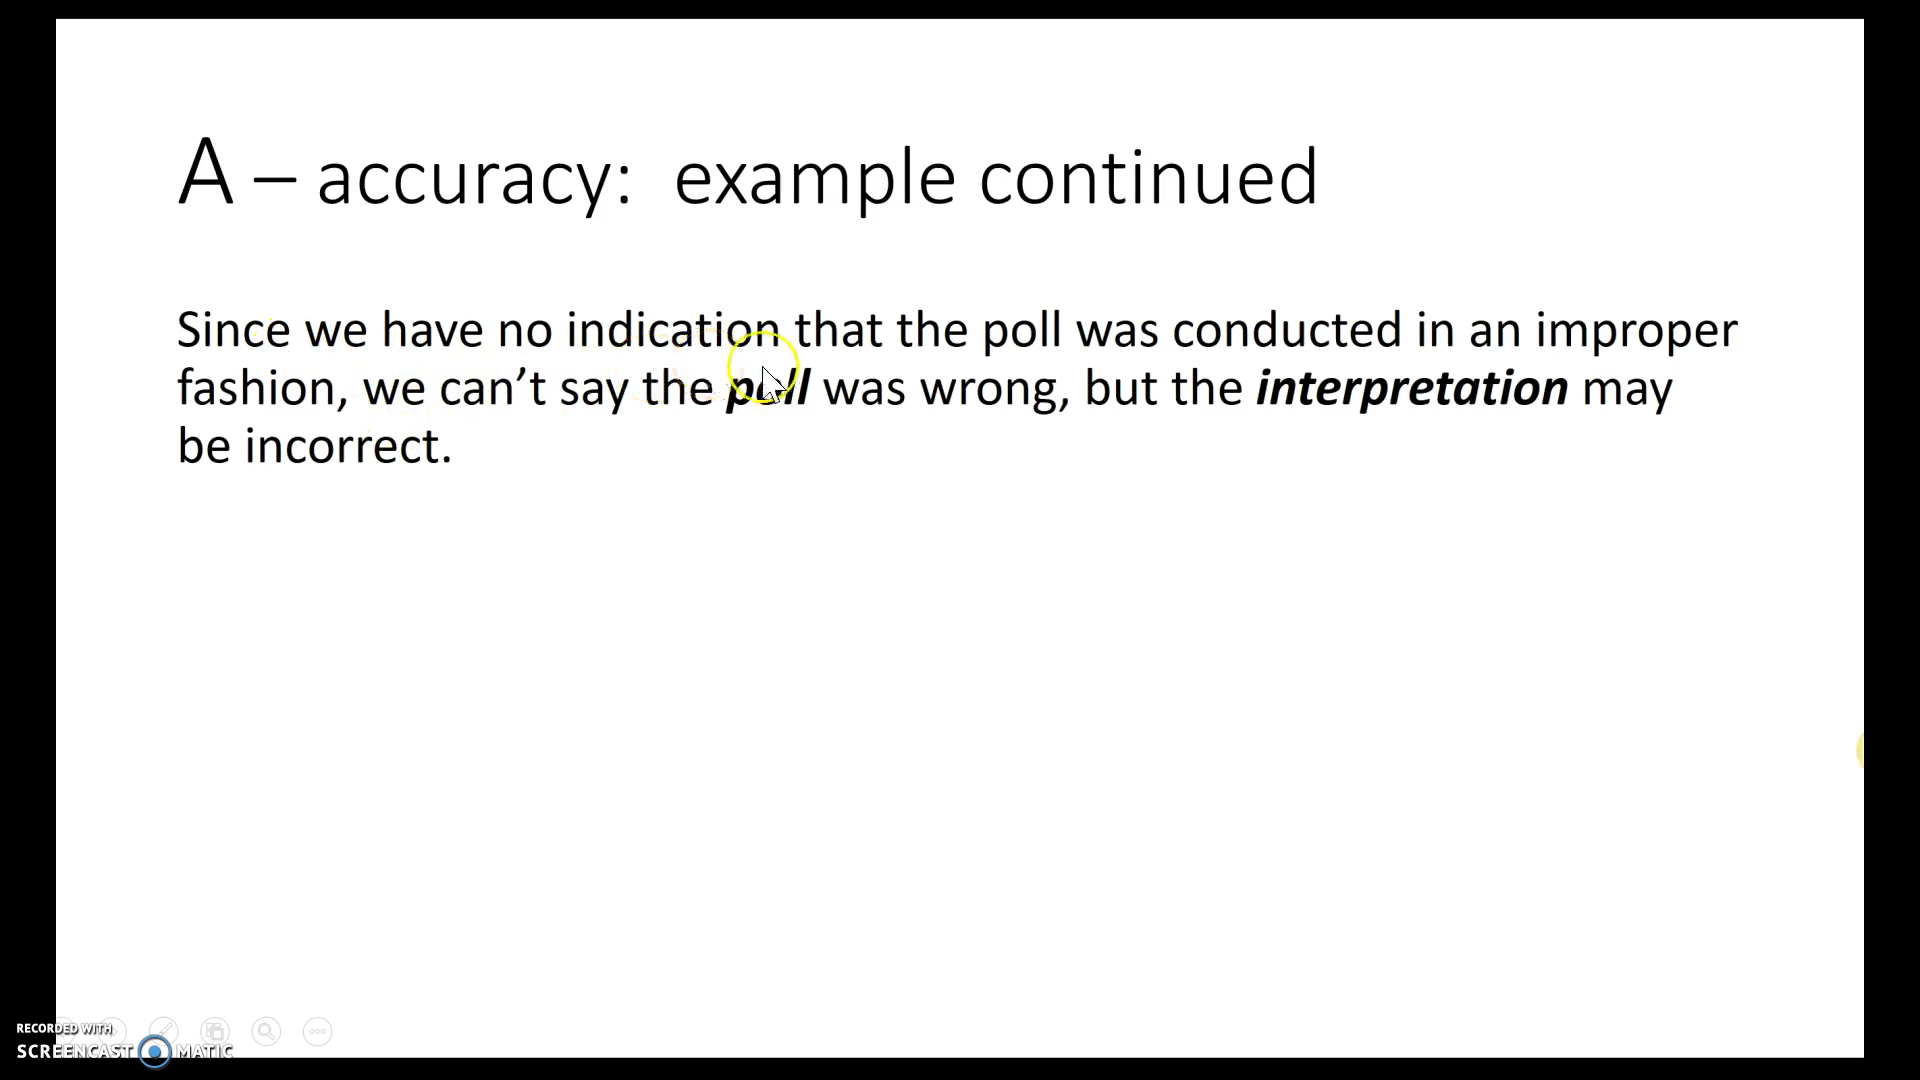 A – accuracy:  example continued
Since we have no indication that the poll was conducted in an improper
fashion, we can’t say the poll was wrong, but the interpretation may
be incorrect.
RECORDED WITH
SCREENCAST MATIC